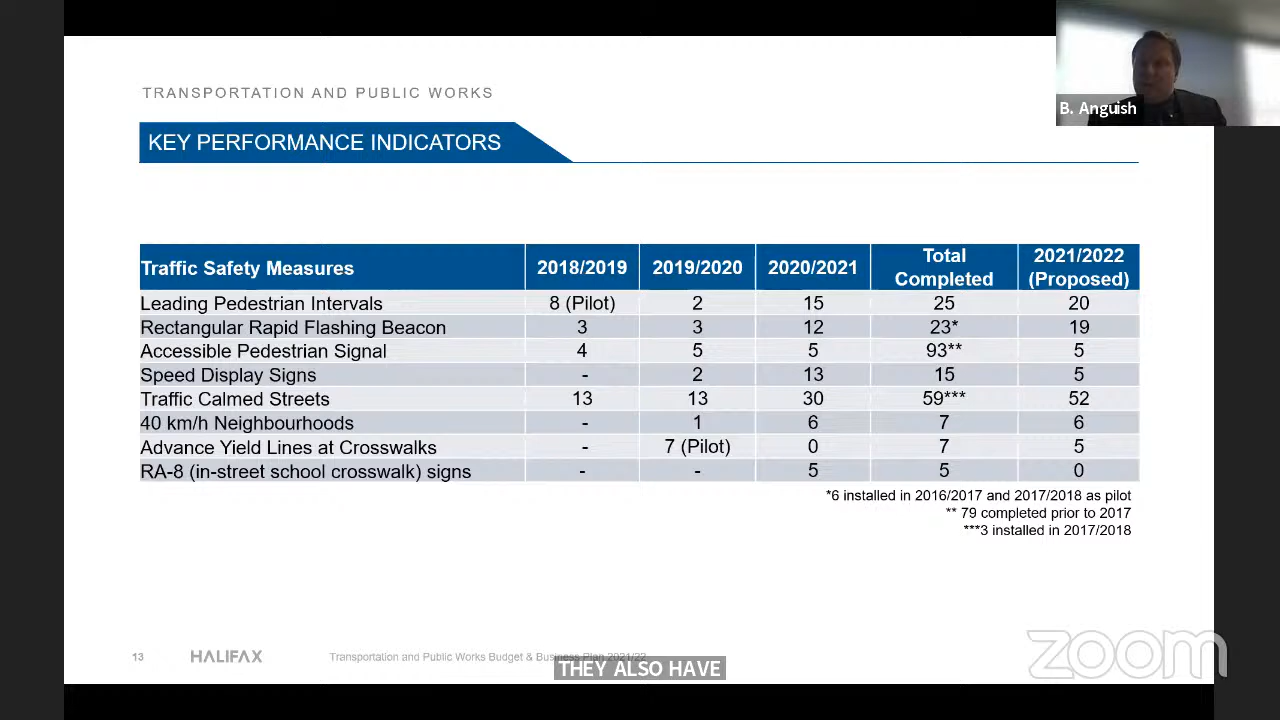 TRANSPORTATION AND PUBLIC WORKS
B. Anguish
KEY PERFORMANCE INDICATORS
Traffic Safety Measures 2018/2019 2019/2020 2020/2021 Total Completed 2021/2022 (Proposed)
Leading Pedestrian Intervals 8 (Pilot) 2 15 25 20
Rectangular Rapid Flashing Beacon 3 3 12 23* 19
Accessible Pedestrian Signal 4 5 5 93** 5
Speed Display Signs - 2 13 15 5
Traffic Calmed Streets 13 13 30 59*** 52
40 km/h Neighbourhoods - 1 6 7 6
Advance Yield Lines at Crosswalks - 7 (Pilot) 0 7 5
RA-8 (in-street school crosswalk) signs - - 5 5 0
*6 installed in 2016/2017 and 2017/2018 as pilot
** 79 completed prior to 2017
***3 installed in 2017/2018
13 HALIFAX Transportation and Public Works Budget & Business Plan 2021/22
THEY ALSO HAVE
zoom